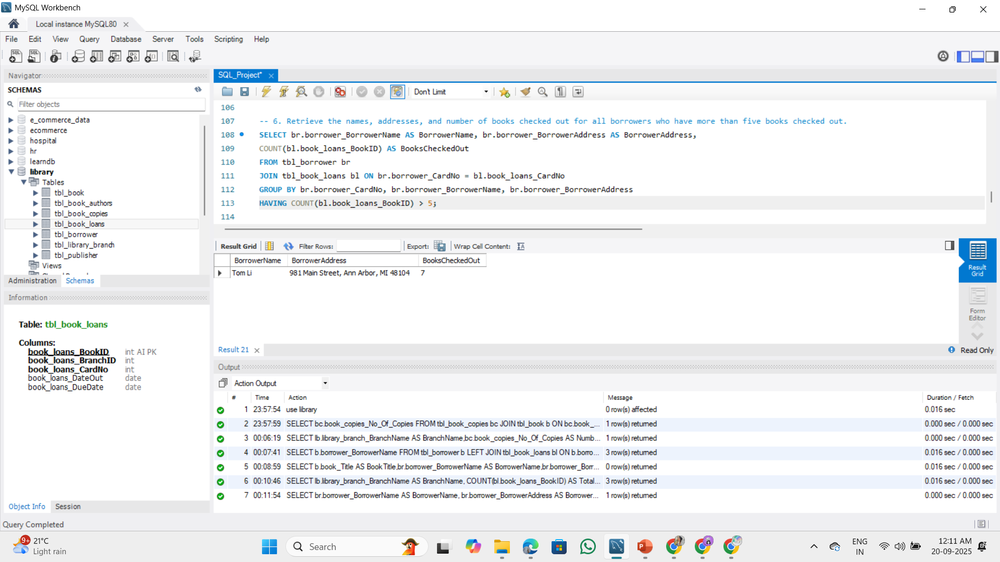 MySQL Workbench
Local instance MySQL80
File Edit View Query Database Server Tools Scripting Help
Navigator
SCHEMAS
Filter objects
e_commerce_data
ecommerce
hospital
hr
learndb
library
Tables
tbl_book
tbl_book_authors
tbl_book_copies
tbl_book_loans
tbl_borrower
tbl_library_branch
tbl_publisher
Views
Administration Schemas
Information
Table: tbl_book_loans
Columns:
book_loans_BookID int AI PK
book_loans_BranchID int
book_loans_CardNo int
book_loans_DateOut date
book_loans_DueDate date
Object Info Session
Query Completed
SQL_Project*
Don't Limit
106
107 -- 6. Retrieve the names, addresses, and number of books checked out for all borrowers who have more than five books checked out.
108 SELECT br.borrower_BorrowerName AS BorrowerName, br.borrower_BorrowerAddress AS BorrowerAddress,
109 COUNT(bl.book_loans_BookID) AS BooksCheckedOut
110 FROM tbl_borrower br
111 JOIN tbl_book_loans bl ON br.borrower_CardNo = bl.book_loans_CardNo
112 GROUP BY br.borrower_CardNo, br.borrower_BorrowerName, br.borrower_BorrowerAddress
113 HAVING COUNT(bl.book_loans_BookID) > 5;
114
Result Grid Filter Rows: Export: Wrap Cell Content:
BorrowerName BorrowerAddress BooksCheckedOut
Tom Li 981 Main Street, Ann Arbor, MI 48104 7
Result Grid
Form Editor
Result 21
Read Only
Output
Action Output
# Time Action Message Duration / Fetch
1 23:57:54 use library 0 row(s) affected 0.016 sec
2 23:57:59 SELECT bc.book_copies_No_Of_Copies FROM tbl_book_copies bc JOIN tbl_book b ON bc.book_... 1 row(s) returned 0.000 sec / 0.000 sec
3 00:06:19 SELECT lb.library_branch_BranchName AS BranchName,bc.book_copies_No_Of_Copies AS Numb... 1 row(s) returned 0.000 sec / 0.000 sec
4 00:07:41 SELECT b.borrower_BorrowerName FROM tbl_borrower b LEFT JOIN tbl_book_loans bl ON b.borro... 3 row(s) returned 0.016 sec / 0.000 sec
5 00:08:59 SELECT b.book_Title AS BookTitle,br.borrower_BorrowerName AS BorrowerName,br.borrower_Borr... 0 row(s) returned 0.016 sec / 0.000 sec
6 00:10:46 SELECT lb.library_branch_BranchName AS BranchName, COUNT(bl.book_loans_BookID) AS Total... 3 row(s) returned 0.016 sec / 0.000 sec
7 00:11:54 SELECT br.borrower_BorrowerName AS BorrowerName, br.borrower_BorrowerAddress AS Borrower... 1 row(s) returned 0.000 sec / 0.000 sec
9+
21°C
Light rain
Search
ENG
IN
12:11 AM
20-09-2025